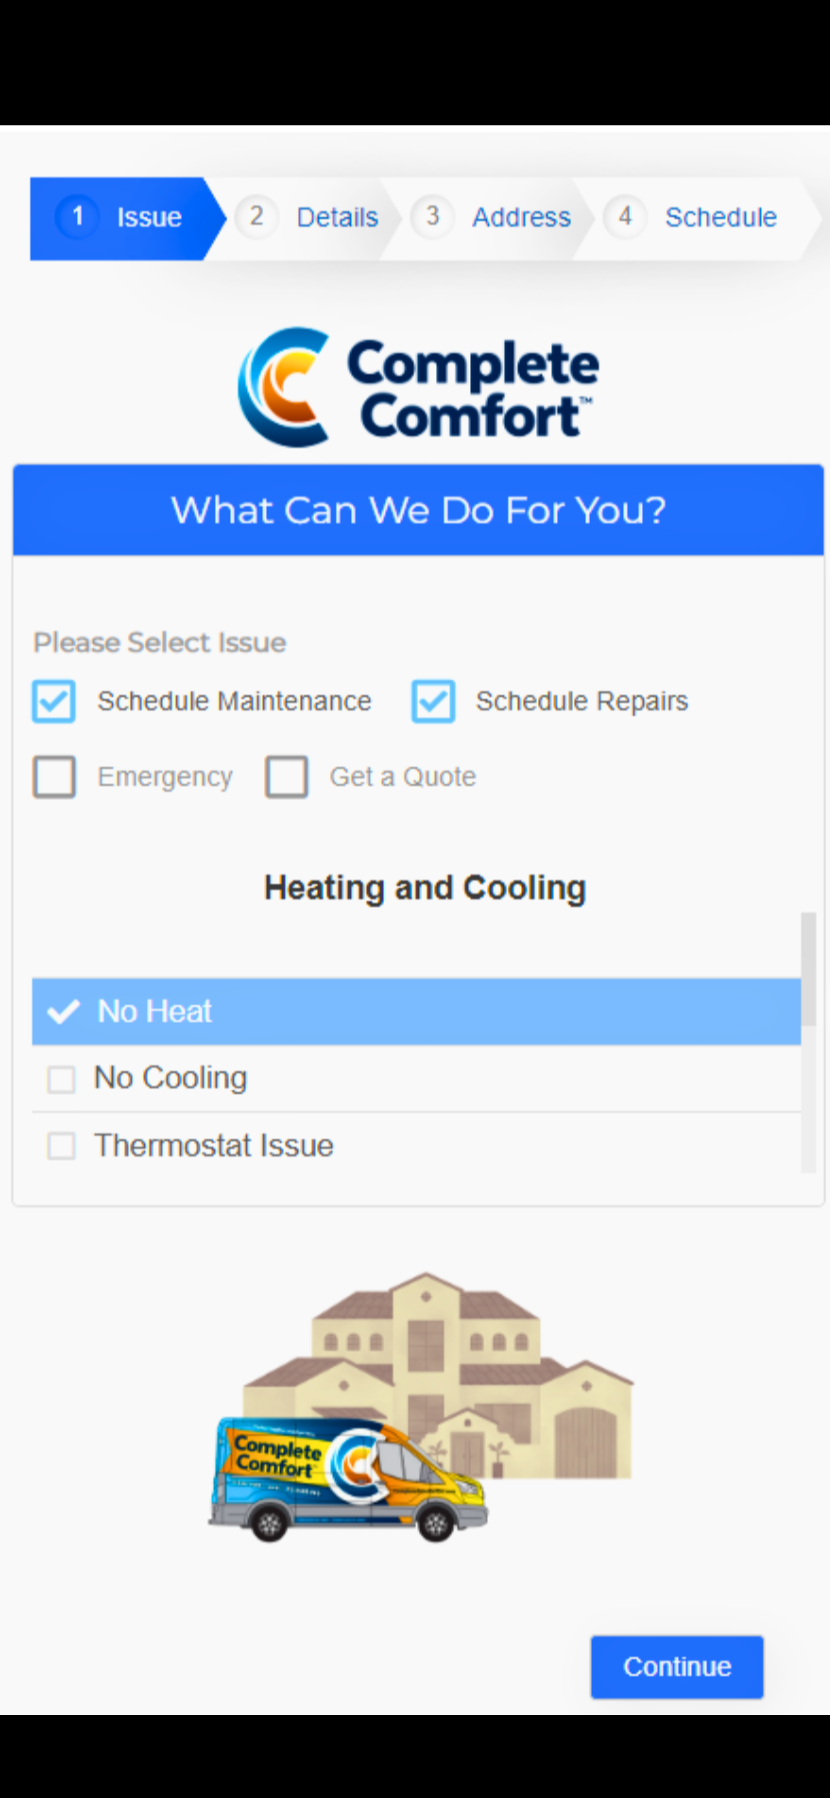 1 Issue 2 Details 3 Address 4 Schedule
Complete
Comfort™
What Can We Do For You?
Please Select Issue
Schedule Maintenance Schedule Repairs
Emergency Get a Quote
Heating and Cooling
No Heat
No Cooling
Thermostat Issue
Complete
Comfort
Continue